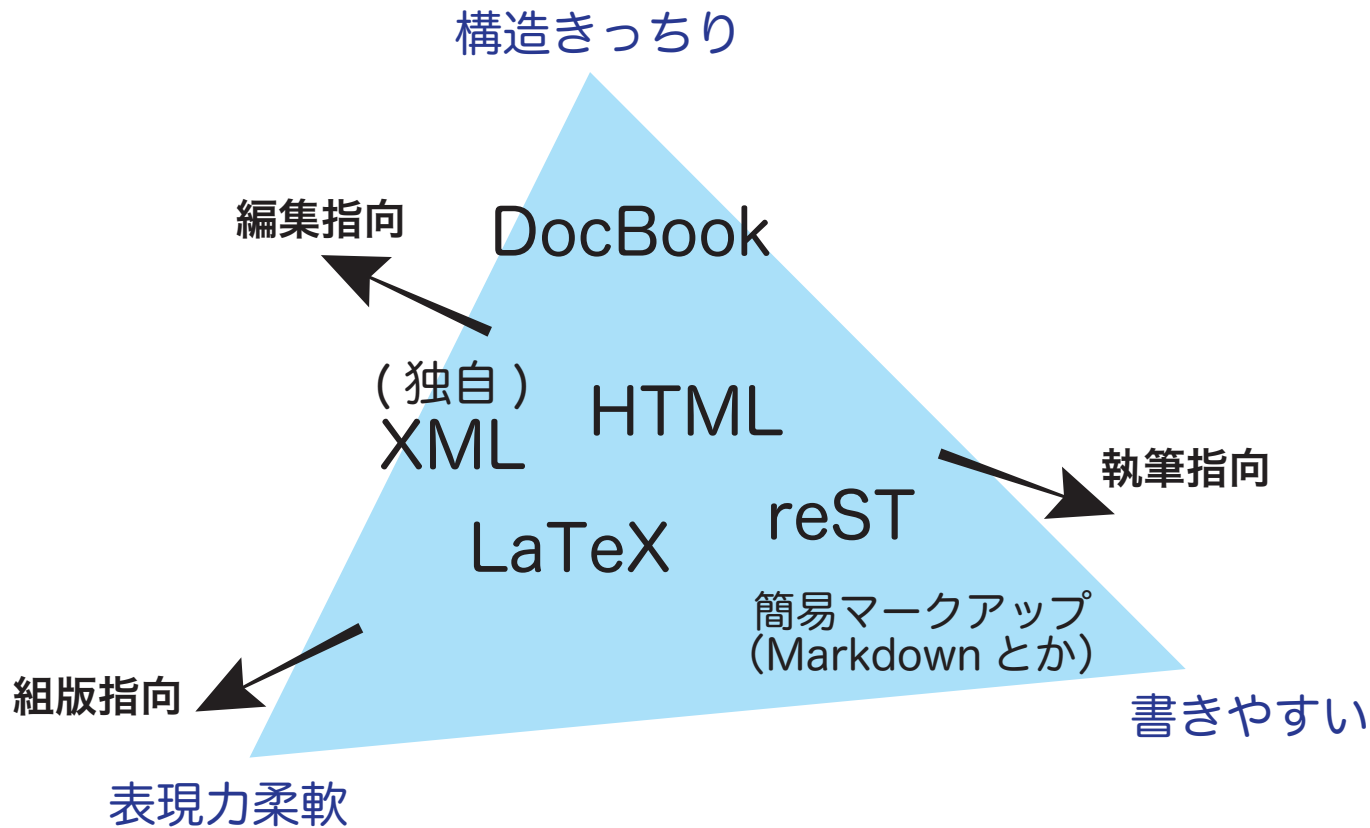 構造きっちり
編集指向
DocBook
(独自)
XML
HTML
執筆指向
reST
LaTeX
簡易マークアップ
(Markdownとか)
組版指向
書きやすい
表現力柔軟